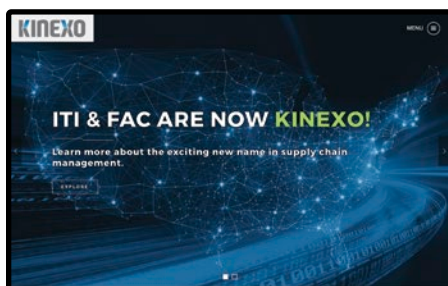 KINEXO
MENU
ITI & FAC ARE NOW KINEXO!
Learn more about the exciting new name in supply chain
management.
EXPLORE